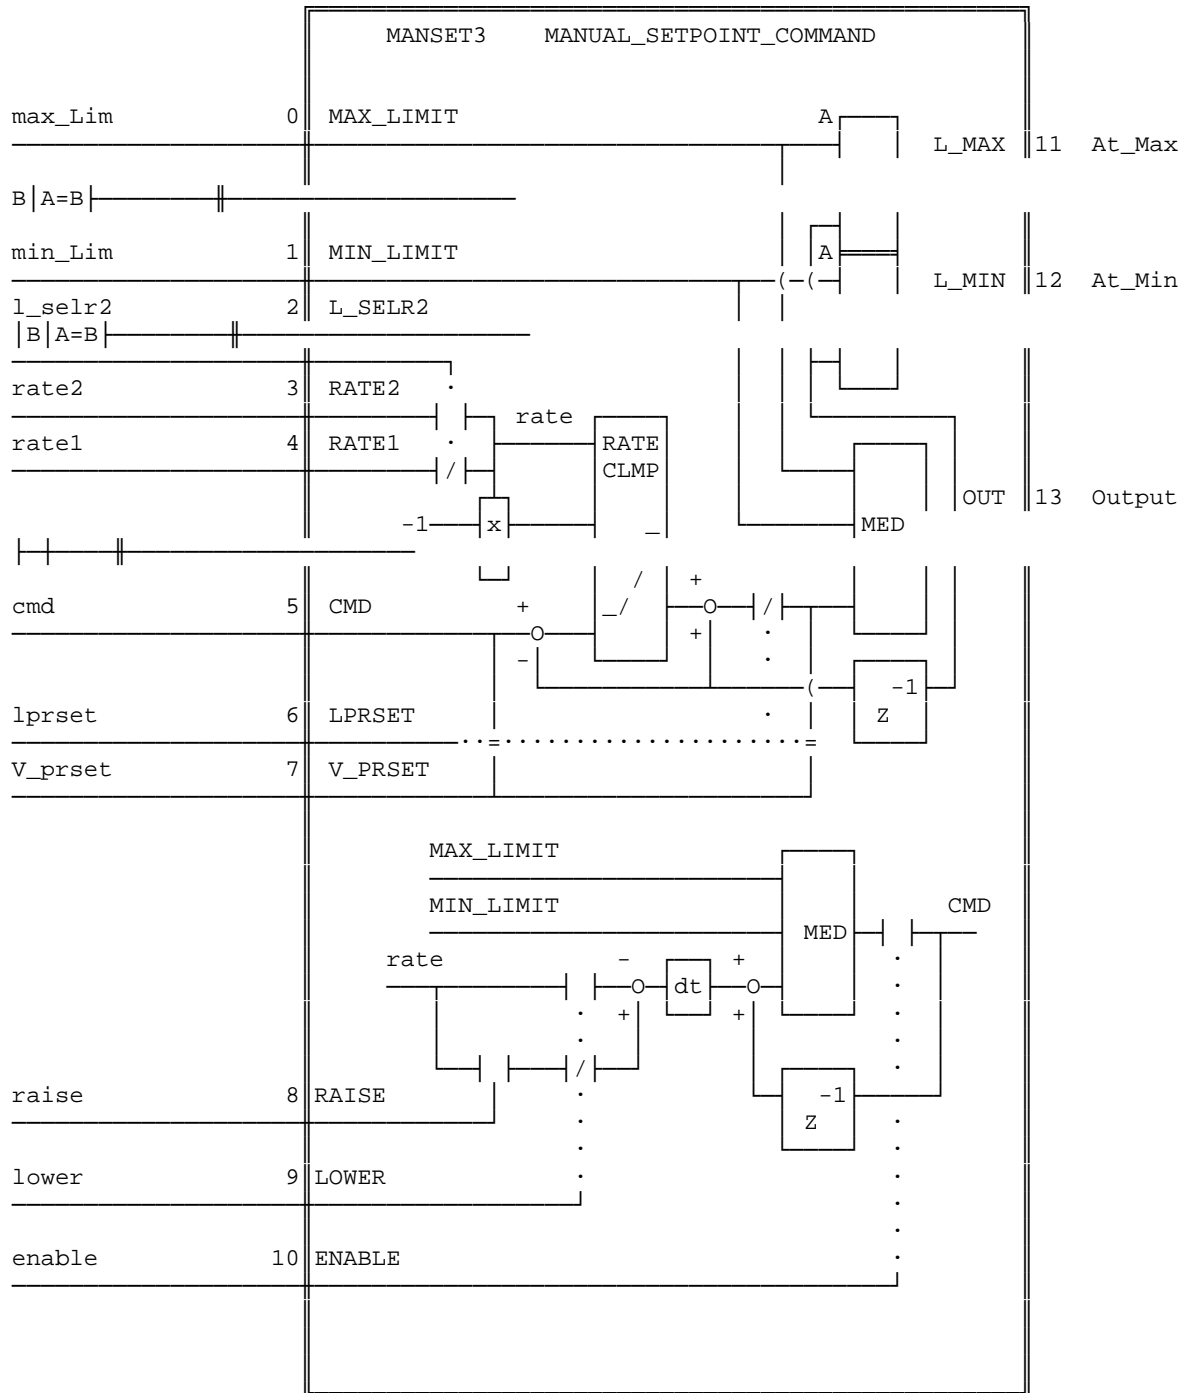 MANSET3 MANUAL_SETPOINT_COMMAND
max_Lim 0 MAX_LIMIT A
L_MAX 11 At_Max
B|A=B
min_Lim 1 MIN_LIMIT A
L_MIN 12 At_Min
l_selr2 2 L_SELR2
|B|A=B
rate2 3 RATE2
rate
rate1 4 RATE1 RATE
/ CLMP
OUT 13 Output
-1 x _ MED
/ +
cmd 5 CMD + _/ O /
O +
-
-1
lprset 6 LPRSET Z
=
=
V_prset 7 V_PRSET
MAX_LIMIT
MIN_LIMIT CMD
MED
rate - +
O dt O
+ +
/
raise 8 RAISE -1
Z
lower 9 LOWER
enable 10 ENABLE